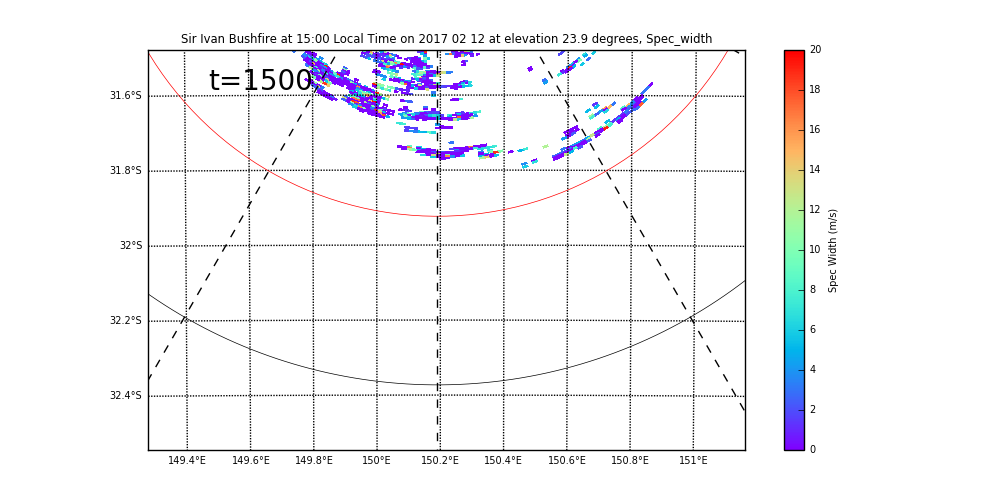 Sir Ivan Bushfire at 15:00 Local Time on 2017 02 12 at elevation 23.9 degrees, Spec_width
t=1500
31.6°S
31.8°S
32°S
32.2°S
32.4°S
149.4°E 149.6°E 149.8°E 150°E 150.2°E 150.4°E 150.6°E 150.8°E 151°E
20
18
16
14
12
10
8
6
4
2
0
Spec Width (m/s)